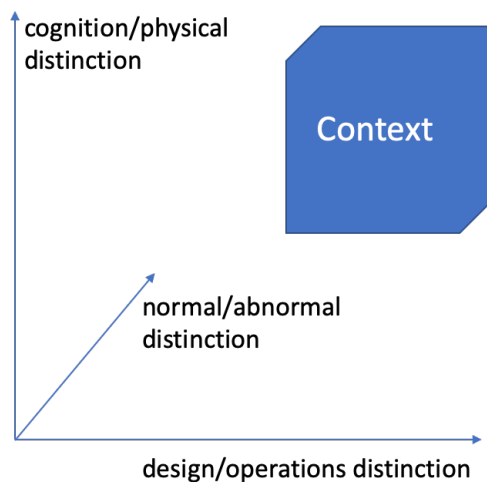 cognition/physical
distinction
Context
normal/abnormal
distinction
design/operations distinction